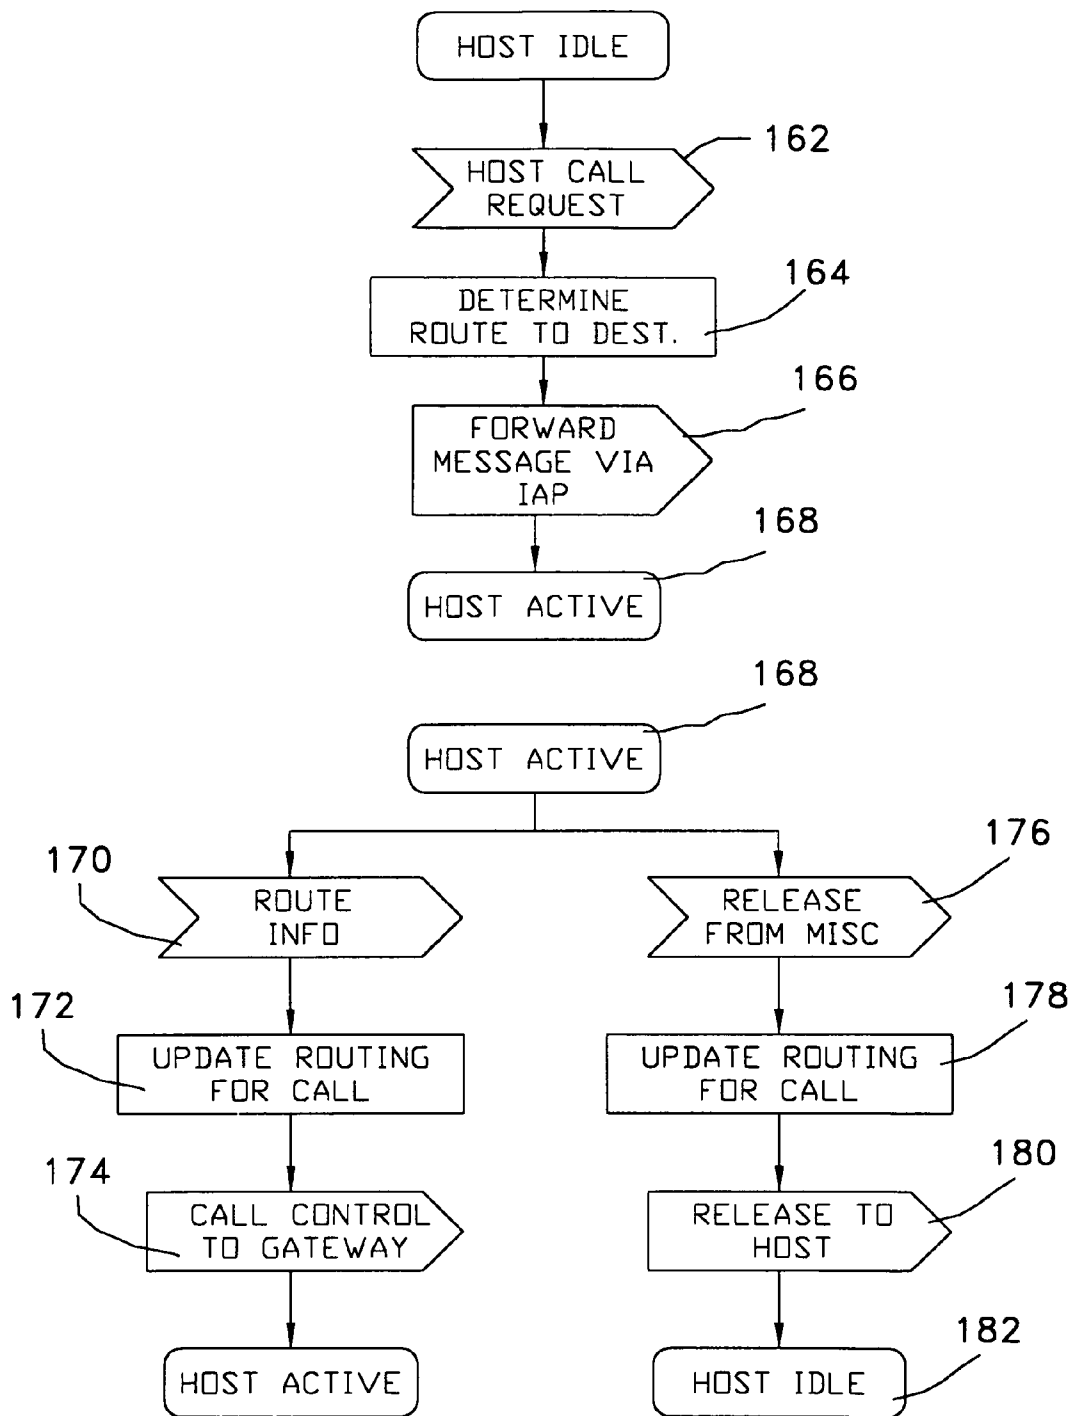 HOST IDLE
162
HOST CALL
REQUEST
164
DETERMINE
ROUTE TO DEST.
166
FORWARD
MESSAGE VIA
IAP
168
HOST ACTIVE
168
HOST ACTIVE
170
ROUTE
INFO
176
RELEASE
FROM MISC
172
UPDATE ROUTING
FOR CALL
178
UPDATE ROUTING
FOR CALL
174
CALL CONTROL
TO GATEWAY
180
RELEASE TO
HOST
HOST ACTIVE
182
HOST IDLE